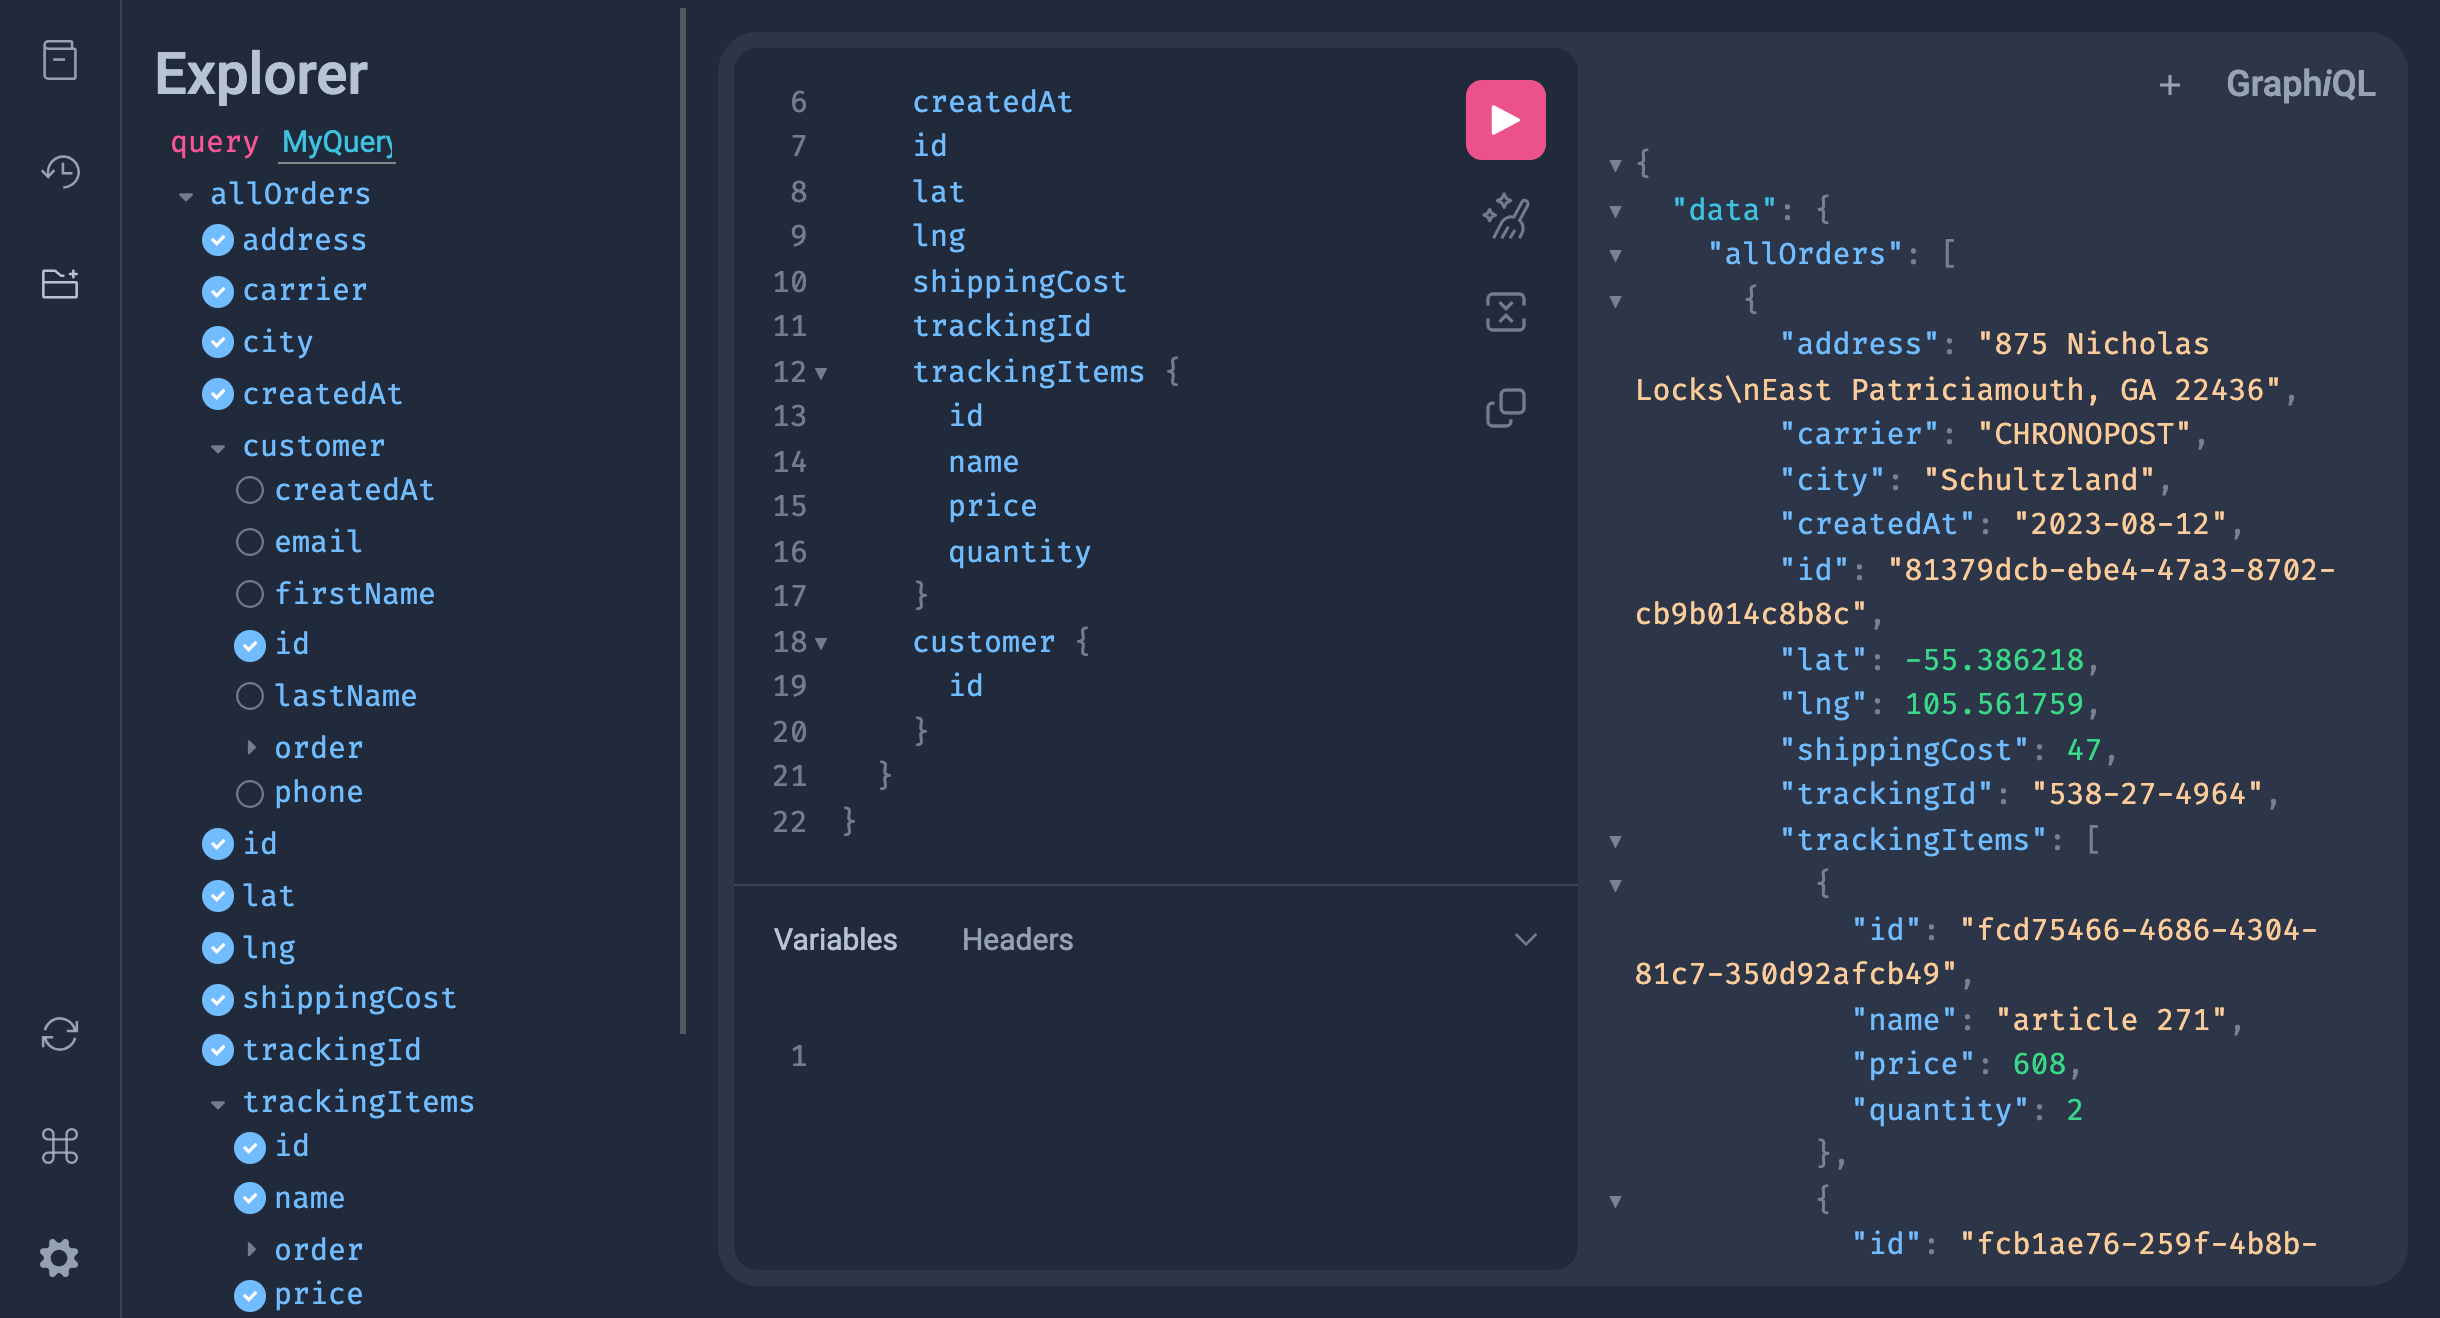 Explorer
query MyQuery
allOrders
address
carrier
city
createdAt
customer
createdAt
email
firstName
id
lastName
order
phone
id
lat
lng
shippingCost
trackingId
trackingItems
id
name
order
price
6 createdAt
7 id
8 lat
9 lng
10 shippingCost
11 trackingId
12 trackingItems {
13 id
14 name
15 price
16 quantity
17 }
18 customer {
19 id
20 }
21 }
22 }
Variables Headers
1
+ GraphiQL
{
"data": {
"allOrders": [
{
"address": "875 Nicholas
Locks\nEast Patriciamouth, GA 22436",
"carrier": "CHRONOPOST",
"city": "Schultzland",
"createdAt": "2023-08-12",
"id": "81379dcb-ebe4-47a3-8702-
cb9b014c8b8c",
"lat": -55.386218,
"lng": 105.561759,
"shippingCost": 47,
"trackingId": "538-27-4964",
"trackingItems": [
{
"id": "fcd75466-4686-4304-
81c7-350d92afcb49",
"name": "article 271",
"price": 608,
"quantity": 2
},
{
"id": "fcb1ae76-259f-4b8b-